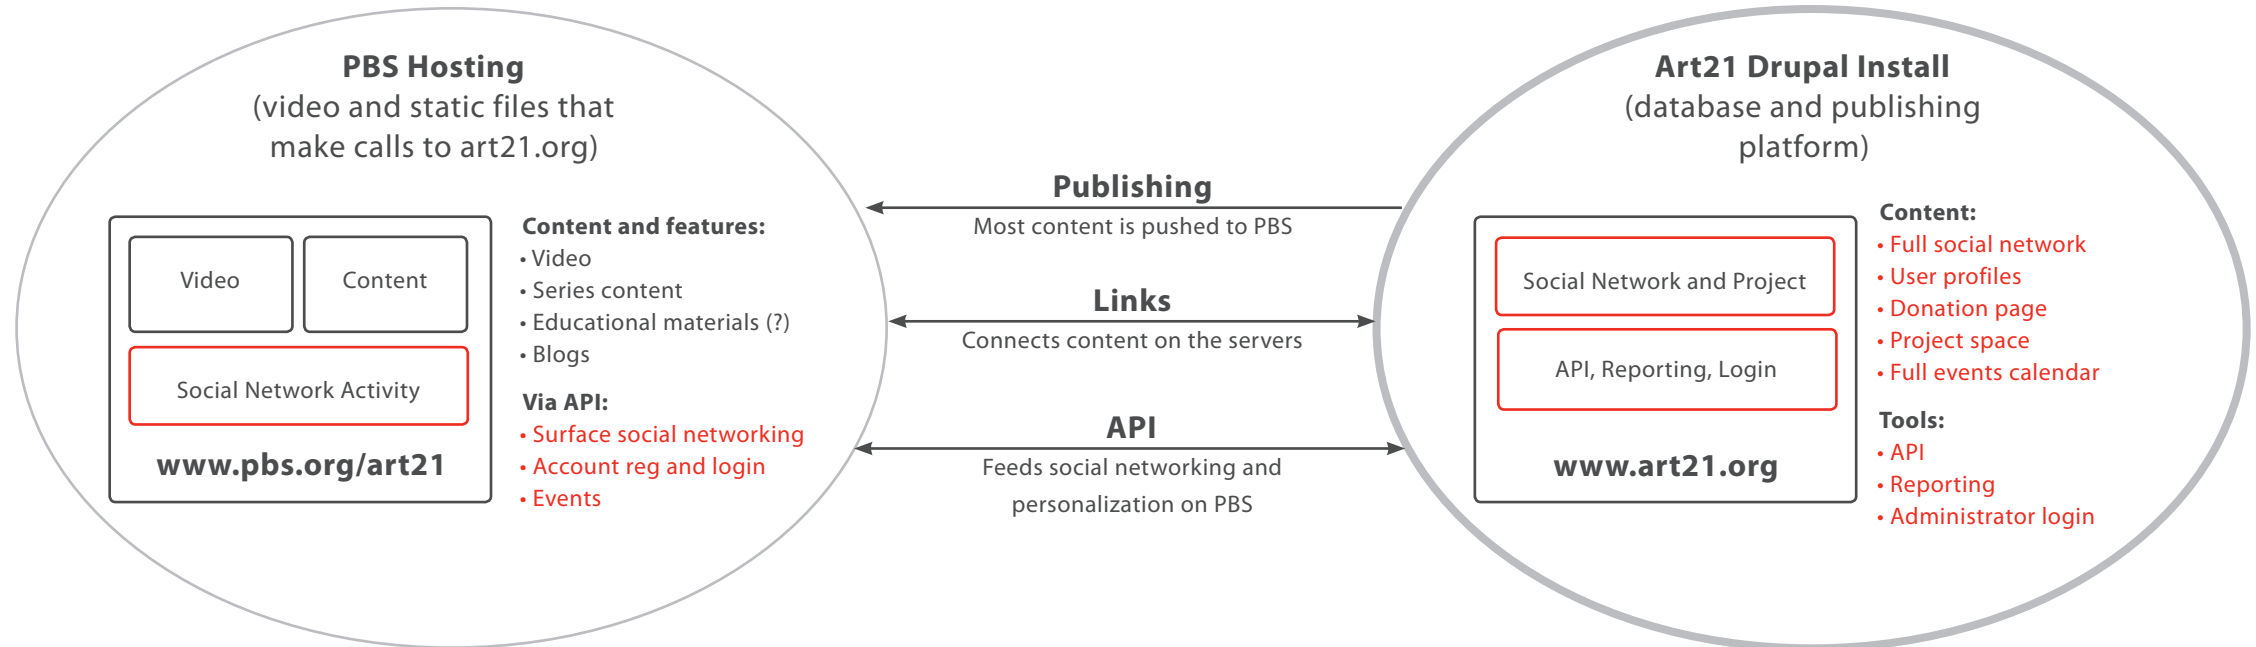 PBS Hosting
(video and static files that
make calls to art21.org)
Video
Content
Social Network Activity
www.pbs.org/art21
Content and features:
• Video
• Series content
• Educational materials (?)
• Blogs
Via API:
• Surface social networking
• Account reg and login
• Events
Publishing
Most content is pushed to PBS
Links
Connects content on the servers
API
Feeds social networking and
personalization on PBS
Art21 Drupal Install
(database and publishing
platform)
Social Network and Project
API, Reporting, Login
www.art21.org
Content:
• Full social network
• User profiles
• Donation page
• Project space
• Full events calendar
Tools:
• API
• Reporting
• Administrator login